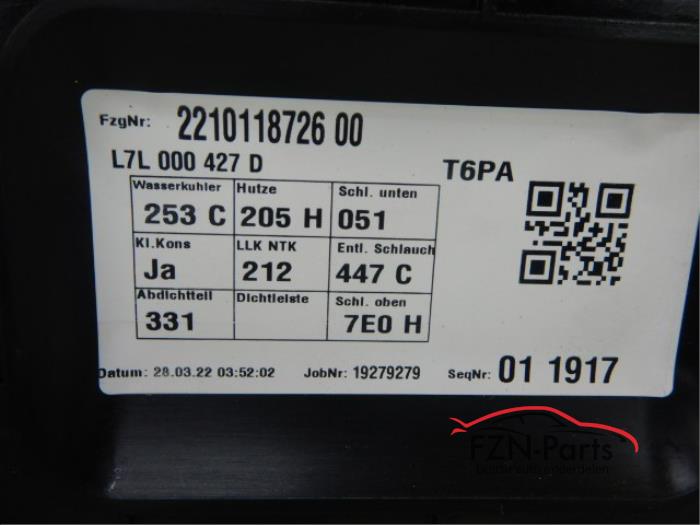 FzgNr: 2210118726 00
L7L 000 427 D
T6PA
Wasserkuhler Hutze Schl. unten
253 C 205 H 051
Kl.Kons LLK NTK Entl. Schlauch
Ja 212 447 C
Abdichtteil Dichtleiste Schl. oben
331 7E0 H
Datum: 28.03.22 03:52:02 JobNr: 19279279 SeqNr: 01 1917
FZN-Parts